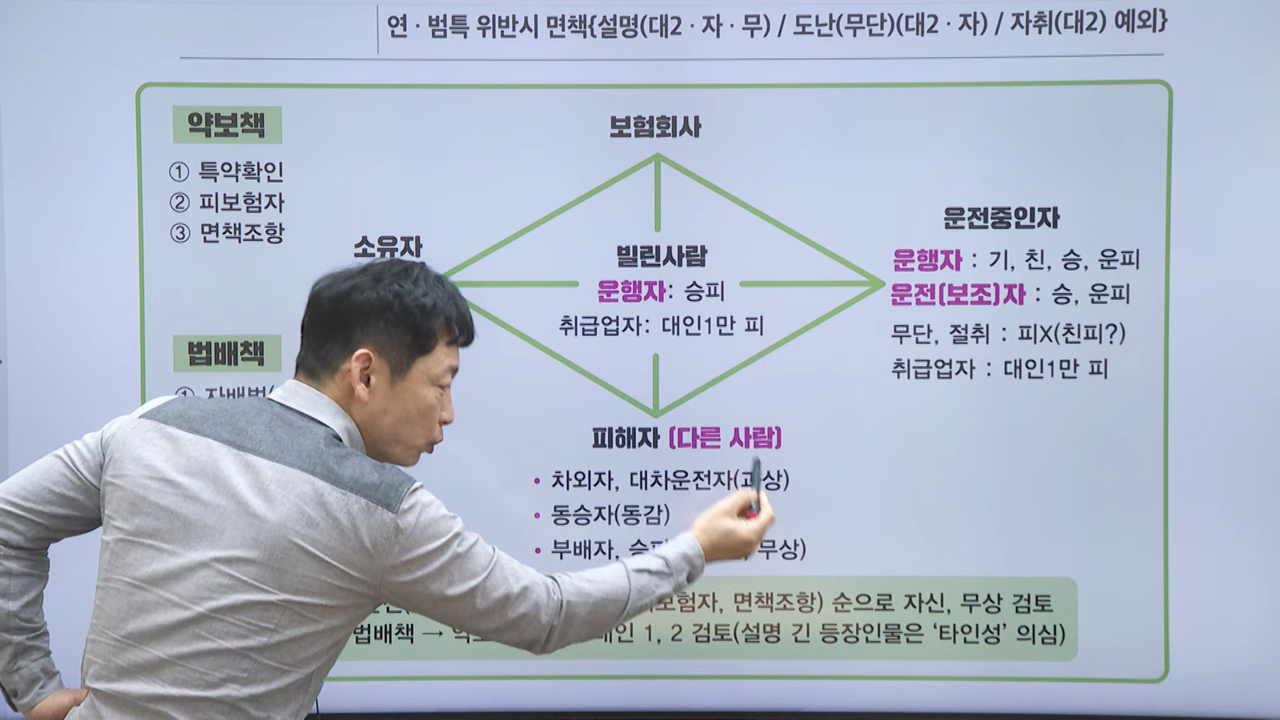 연 · 범특 위반시 면책{설명(대2 · 자 · 무) / 도난(무단)(대2 · 자) / 자취(대2) 예외}
약보책
① 특약확인
② 피보험자
③ 면책조항
법배책
① 자배법
보험회사
소유자
빌린사람
운행자: 승피
취급업자: 대인1만 피
운전중인자
운행자 : 기, 친, 승, 운피
운전(보조)자 : 승, 운피
무단, 절취 : 피X(친피?)
취급업자 : 대인1만 피
피해자 (다른 사람)
• 차외자, 대차운전자(과상)
• 동승자(동감)
• 부배자, 무상)
보험자, 면책조항) 순으로 자신, 무상 검토
법배책 → 대인 1, 2 검토(설명 긴 등장인물은 ‘타인성’ 의심)